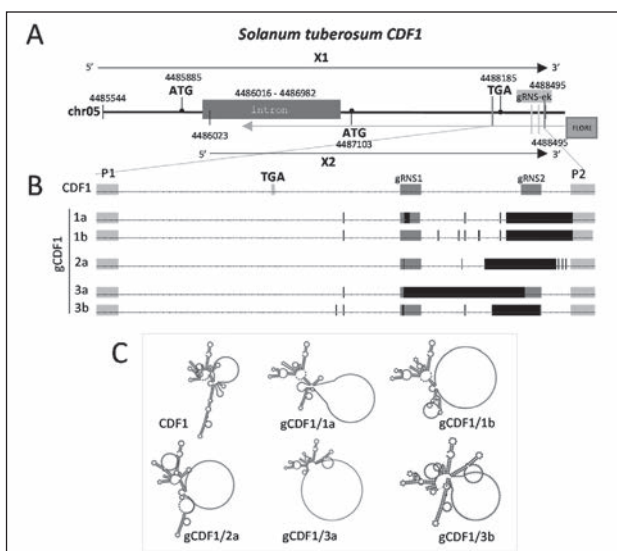 A
Solanum tuberosum CDF1
X1
5' 3'
4485885
ATG
4486016 - 4486982
4488185
TGA
4488495
gRNS-ek
4485544
chr05
intron
4486023
ATG
4487103
4488495
FLORE
5' 3'
X2
B
P1
TGA
gRNS1
gRNS2
P2
CDF1
gCDF1
1a
1b
2a
3a
3b
C
CDF1
gCDF1/1a
gCDF1/1b
gCDF1/2a
gCDF1/3a
gCDF1/3b